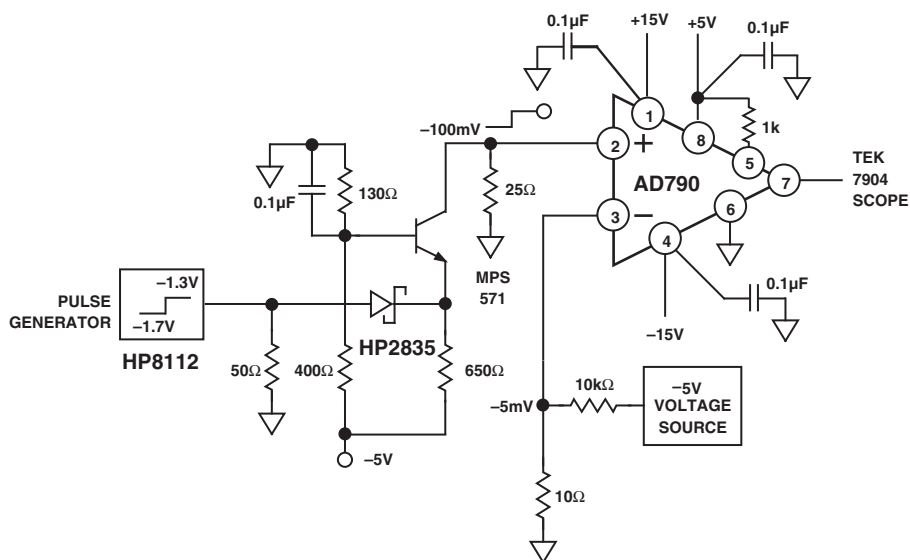 0.1µF
+15V
+5V
0.1µF
–100mV
1
8
1k
2
+
5
AD790
7
TEK
7904
SCOPE
0.1µF
130Ω
25Ω
3
–
6
4
MPS
571
0.1µF
PULSE
GENERATOR
–1.3V
–1.7V
HP8112
HP2835
–15V
50Ω
400Ω
650Ω
–5mV
10kΩ
–5V
VOLTAGE
SOURCE
–5V
10Ω